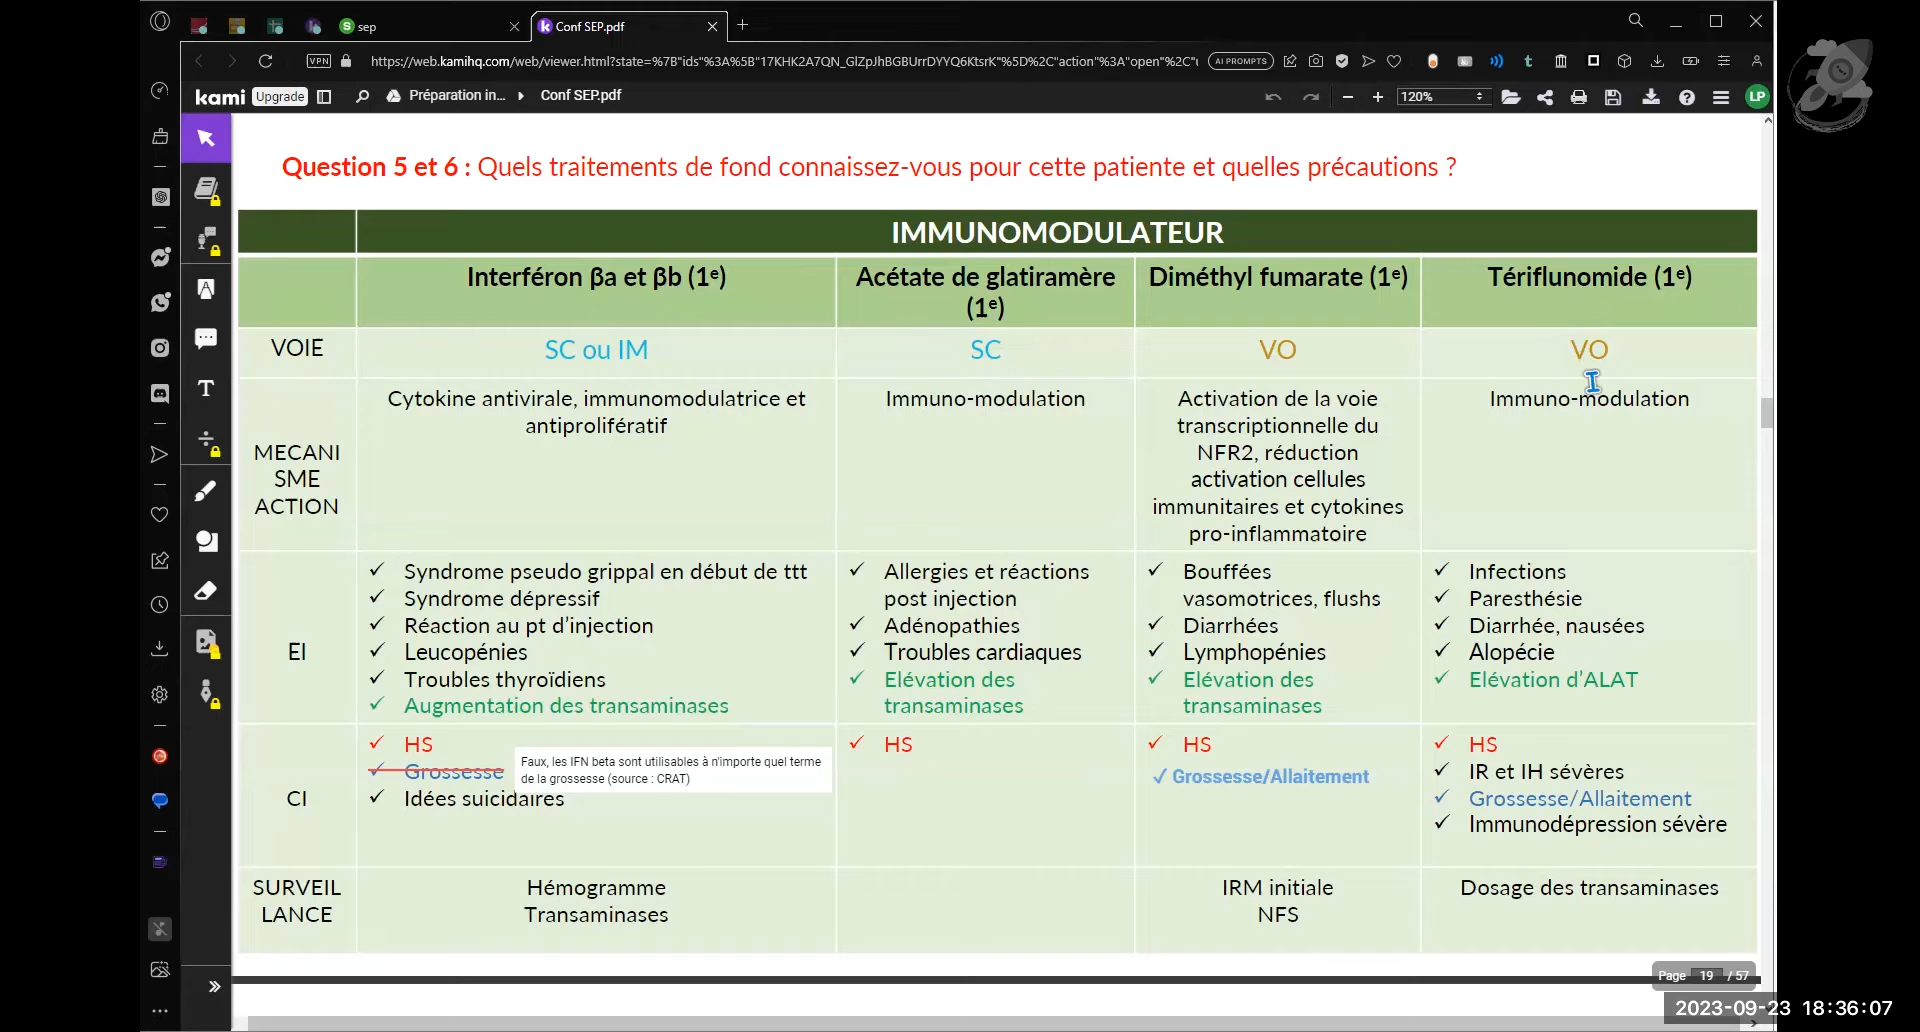 sep
Conf SEP.pdf
VPN
https://web.kamihq.com/web/viewer.html?state=%7B"ids"%3A%5B"17KHK2A7QN_GlZpJhBGBUrrDYYQ6KtsrK"%5D%2C"action"%3A"open"%2C"u
AI PROMPTS
kami
Upgrade
Préparation in...
Conf SEP.pdf
120%
LP
Question 5 et 6 : Quels traitements de fond connaissez-vous pour cette patiente et quelles précautions ?
IMMUNOMODULATEUR
Interféron βa et βb (1e)
Acétate de glatiramère
(1e)
Diméthyl fumarate (1e)
Tériflunomide (1e)
VOIE
SC ou IM
SC
VO
VO
MECANI
SME
ACTION
Cytokine antivirale, immunomodulatrice et
antiprolifératif
Immuno-modulation
Activation de la voie
transcriptionnelle du
NFR2, réduction
activation cellules
immunitaires et cytokines
pro-inflammatoire
Immuno-modulation
EI
✓ Syndrome pseudo grippal en début de ttt
✓ Syndrome dépressif
✓ Réaction au pt d'injection
✓ Leucopénies
✓ Troubles thyroïdiens
✓ Augmentation des transaminases
✓ Allergies et réactions
post injection
✓ Adénopathies
✓ Troubles cardiaques
✓ Elévation des
transaminases
✓ Bouffées
vasomotrices, flushs
✓ Diarrhées
✓ Lymphopénies
✓ Elévation des
transaminases
✓ Infections
✓ Paresthésie
✓ Diarrhée, nausées
✓ Alopécie
✓ Elévation d'ALAT
CI
✓ HS
✓ Grossesse
Faux, les IFN beta sont utilisables à n'importe quel terme
de la grossesse (source : CRAT)
✓ Idées suicidaires
✓ HS
✓ HS
✓ Grossesse/Allaitement
✓ HS
✓ IR et IH sévères
✓ Grossesse/Allaitement
✓ Immunodépression sévère
SURVEIL
LANCE
Hémogramme
Transaminases
IRM initiale
NFS
Dosage des transaminases
Page 19 / 57
2023-09-23 18:36:07